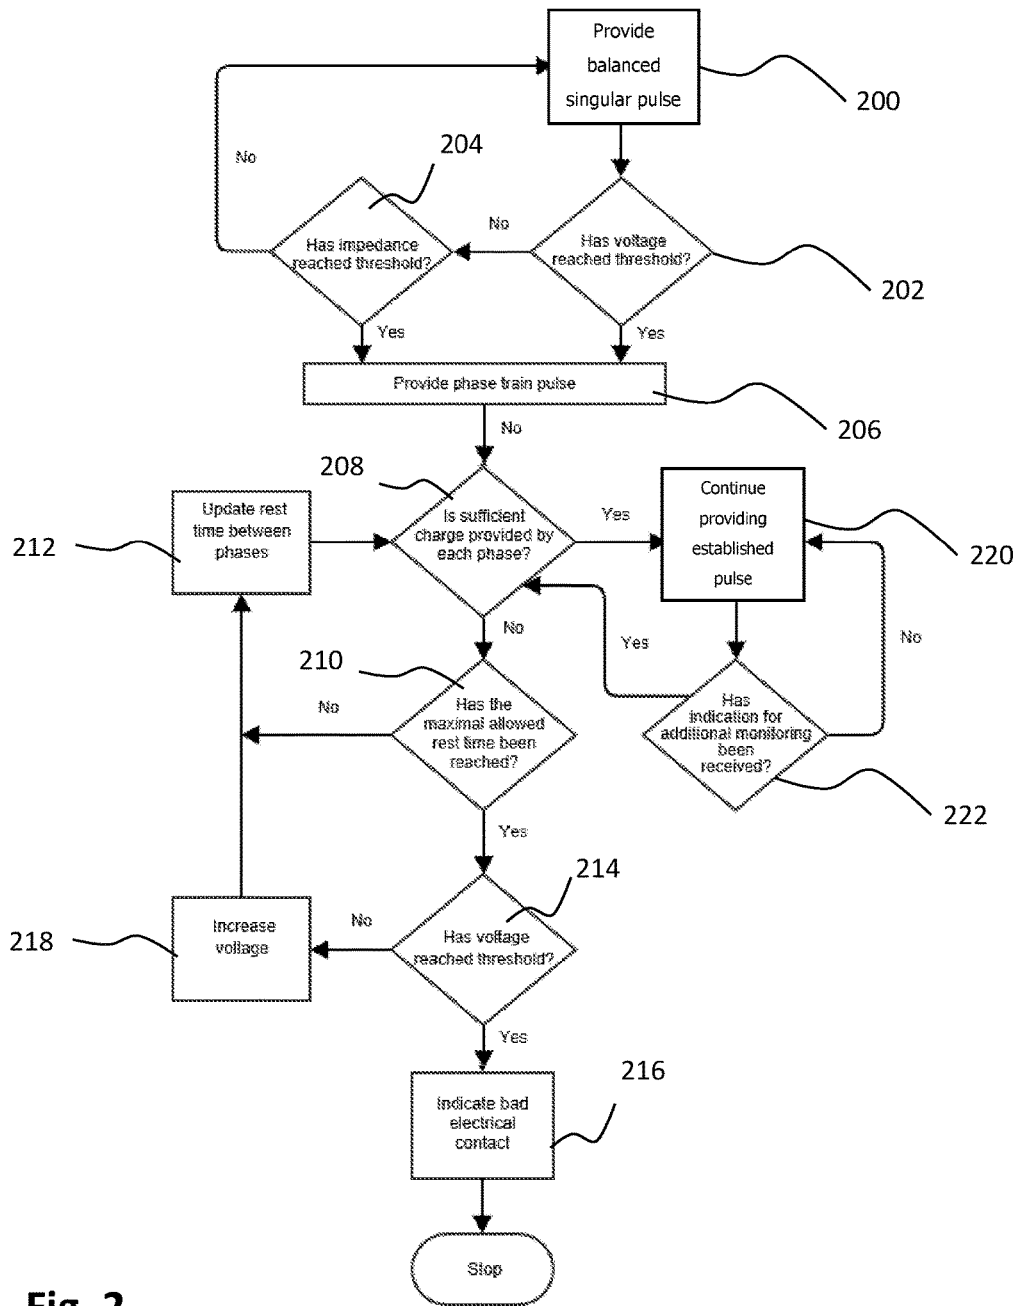 Provide
balanced
singular pulse
200
No
204
Has impedance
reached threshold?
No
Has voltage
reached threshold?
202
Yes
Yes
Provide phase train pulse
206
No
208
Is sufficient
charge provided by
each phase?
Update rest
time between
phases
212
Yes
Continue
providing
established
pulse
220
No
Yes
No
210
Has the
maximal allowed
rest time been
reached?
No
Has
indication for
additional monitoring
been
received?
222
Yes
214
Has voltage
reached threshold?
No
Increase
voltage
218
Yes
216
Indicate bad
electrical
contact
Stop
Fig. 2